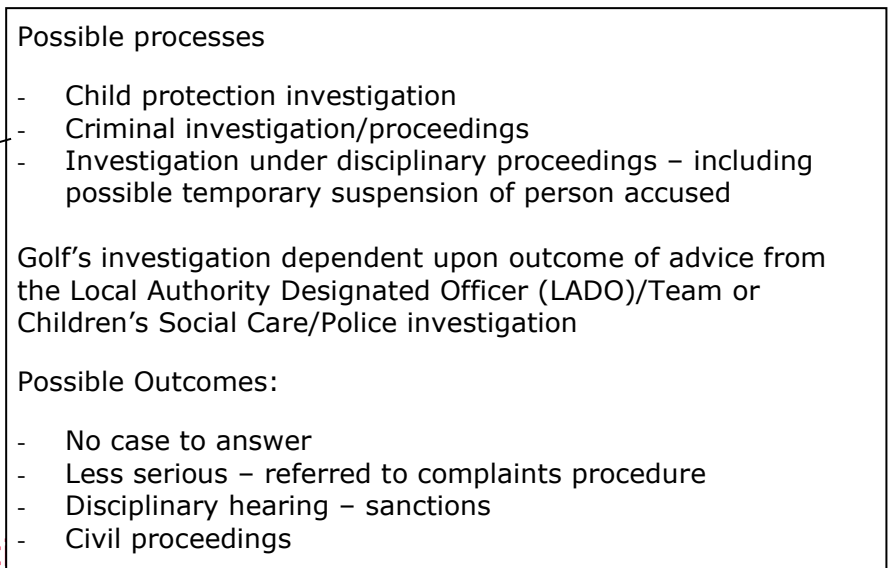 Possible processes
- Child protection investigation
- Criminal investigation/proceedings
- Investigation under disciplinary proceedings – including
possible temporary suspension of person accused
Golf’s investigation dependent upon outcome of advice from
the Local Authority Designated Officer (LADO)/Team or
Children’s Social Care/Police investigation
Possible Outcomes:
- No case to answer
- Less serious – referred to complaints procedure
- Disciplinary hearing – sanctions
- Civil proceedings